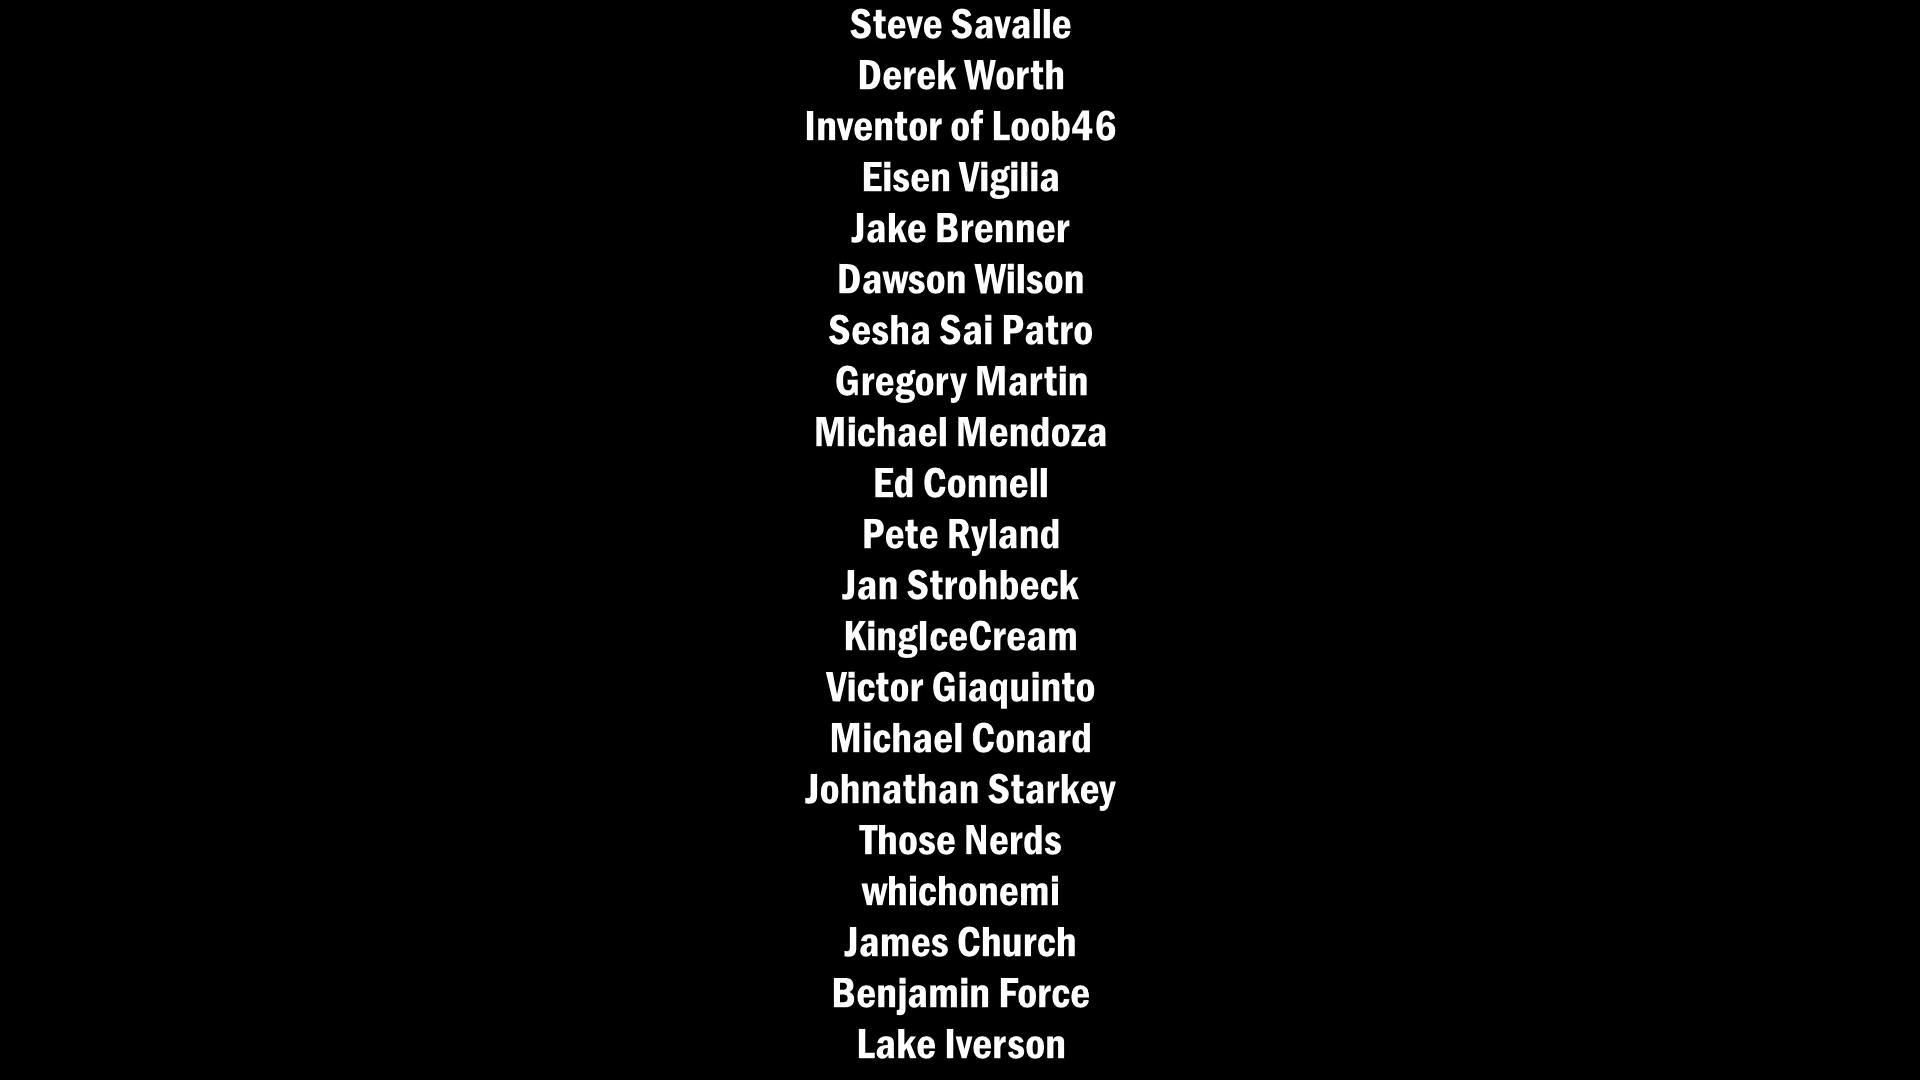 Steve Savalle
Derek Worth
Inventor of Loob46
Eisen Vigilia
Jake Brenner
Dawson Wilson
Sesha Sai Patro
Gregory Martin
Michael Mendoza
Ed Connell
Pete Ryland
Jan Strohbeck
KingIceCream
Victor Giaquinto
Michael Conard
Johnathan Starkey
Those Nerds
whichonemi
James Church
Benjamin Force
Lake Iverson